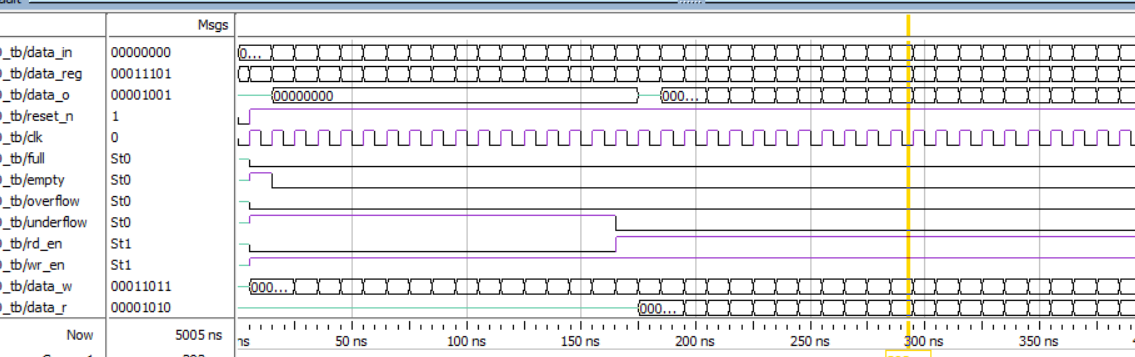 Msgs
_tb/data_in 00000000 0...
_tb/data_reg 00011101
_tb/data_o 00001001 00000000 000...
_tb/reset_n 1
_tb/clk 0
_tb/full St0
_tb/empty St0
_tb/overflow St0
_tb/underflow St0
_tb/rd_en St1
_tb/wr_en St1
_tb/data_w 00011011 000...
_tb/data_r 00001010 000...
Now 5005 ns ns 50 ns 100 ns 150 ns 200 ns 250 ns 300 ns 350 ns